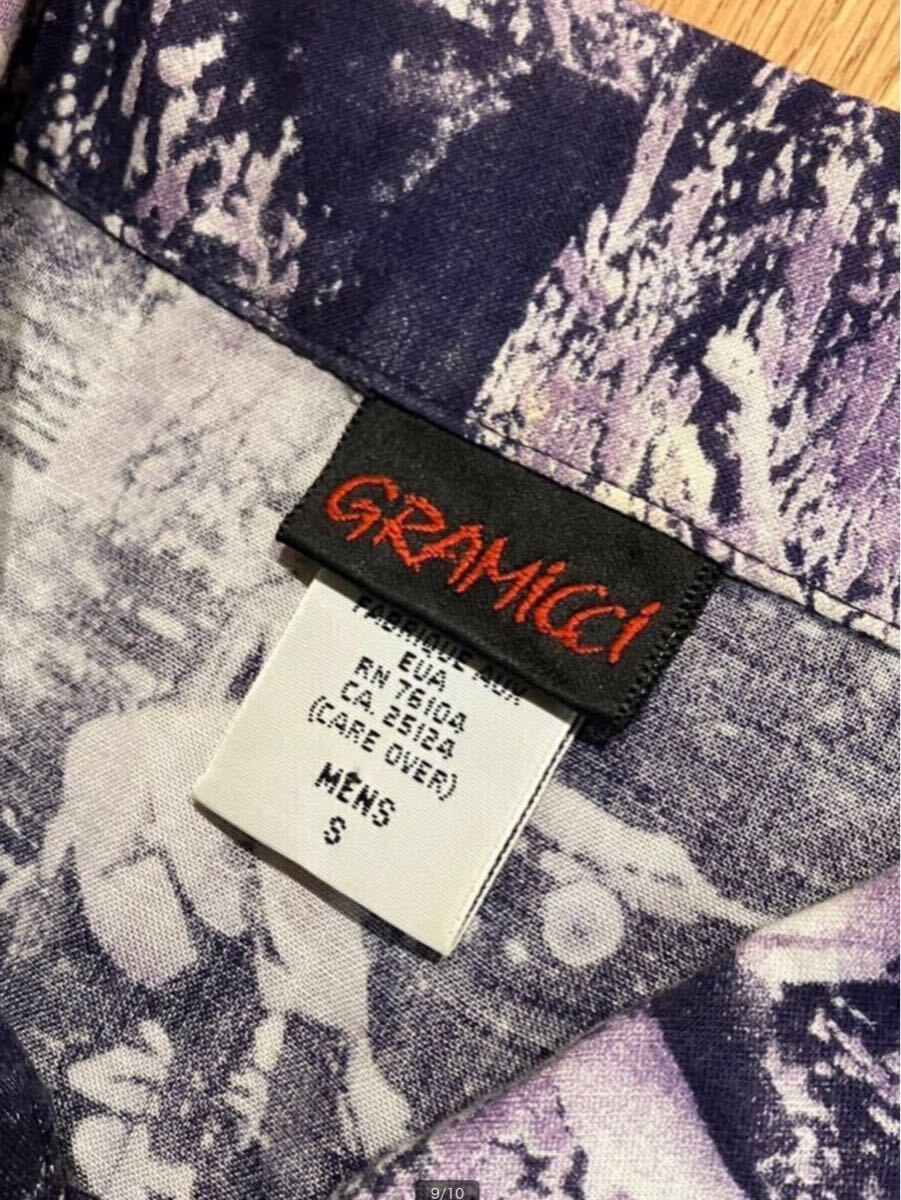 GRAMiCCi
FABRIQUE AUX
EUA
RN 76104
CA. 25124
(CARE OVER)
MENS
S
9/10